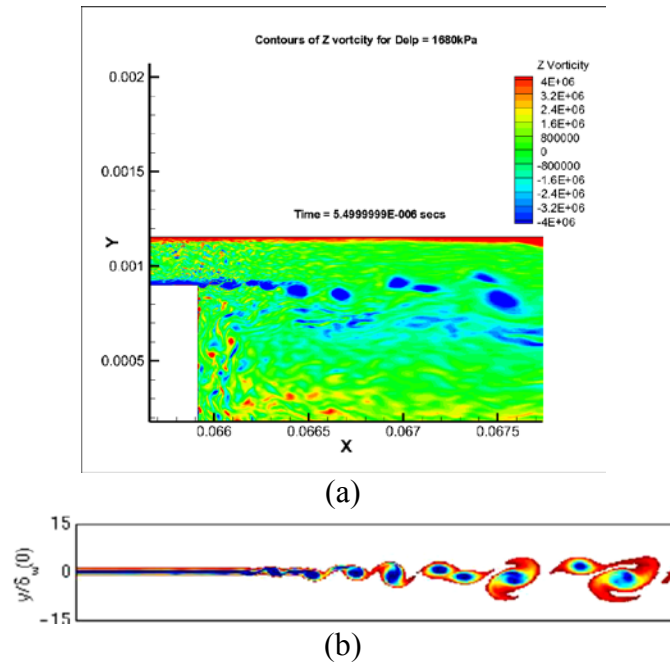 Contours of Z vortcity for Delp = 1680kPa
Z Vorticity
4E+06
3.2E+06
2.4E+06
1.6E+06
800000
0
-800000
-1.6E+06
-2.4E+06
-3.2E+06
-4E+06
Time = 5.4999999E-006 secs
Y
0.002
0.0015
0.001
0.0005
0.066
0.0665
0.067
0.0675
X
(a)
y/δω(0)
15
0
-15
(b)